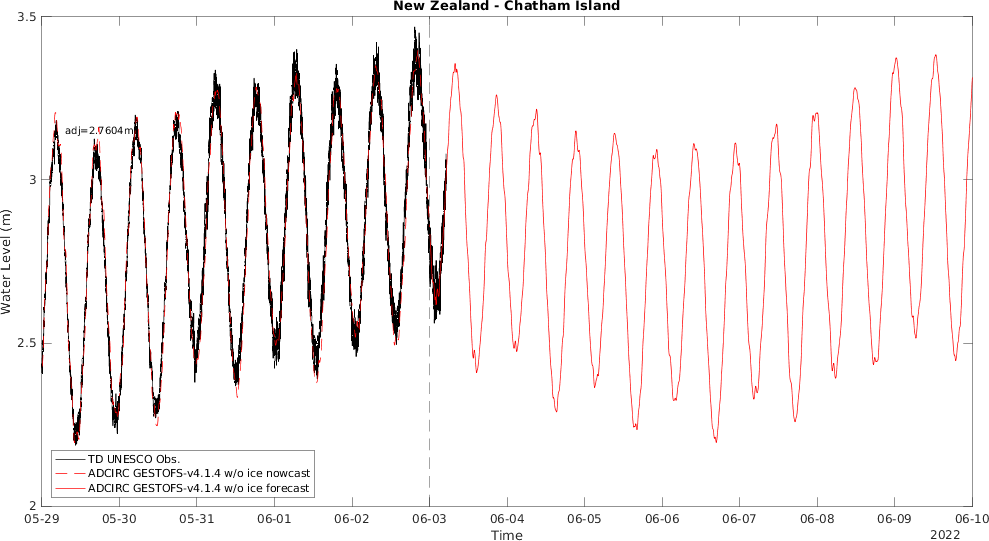 New Zealand - Chatham Island
3.5
3
2.5
2
Water Level (m)
adj=2.7604m
TD UNESCO Obs.
ADCIRC GESTOFS-v4.1.4 w/o ice nowcast
ADCIRC GESTOFS-v4.1.4 w/o ice forecast
05-29 05-30 05-31 06-01 06-02 06-03 06-04 06-05 06-06 06-07 06-08 06-09 06-10
Time
2022